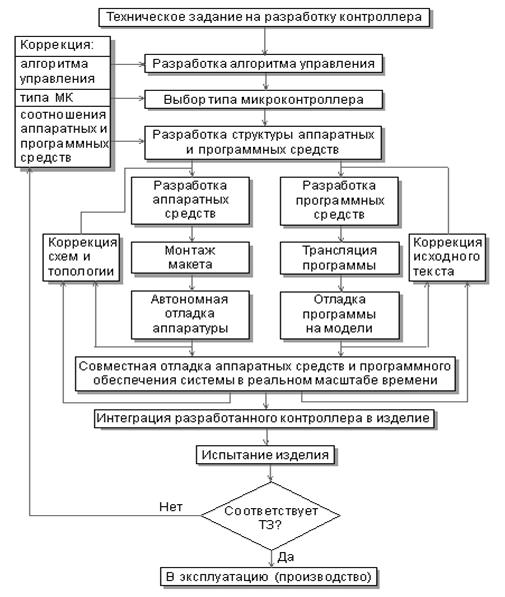 Техническое задание на разработку контроллера
Коррекция:
алгоритма
управления
типа МК
соотношения
аппаратных и
программных
средств
Разработка алгоритма управления
Выбор типа микроконтроллера
Разработка структуры аппаратных
и программных средств
Разработка
аппаратных
средств
Разработка
программных
средств
Коррекция
схем и
топологии
Монтаж
макета
Трансляция
программы
Коррекция
исходного
текста
Автономная
отладка
аппаратуры
Отладка
программы
на модели
Совместная отладка аппаратных средств и программного
обеспечения системы в реальном масштабе времени
Интеграция разработанного контроллера в изделие
Испытание изделия
Нет
Соответствует
ТЗ?
Да
В эксплуатацию (производство)